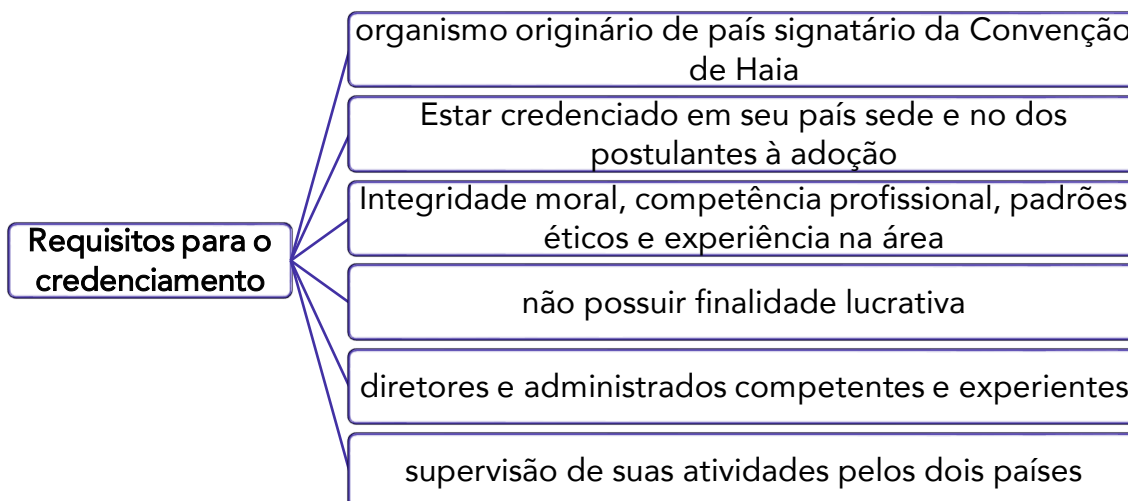 organismo originário de país signatário da Convenção
de Haia
Estar credenciado em seu país sede e no dos
postulantes à adoção
Integridade moral, competência profissional, padrões
éticos e experiência na área
Requisitos para o
credenciamento
não possuir finalidade lucrativa
diretores e administrados competentes e experientes
supervisão de suas atividades pelos dois países